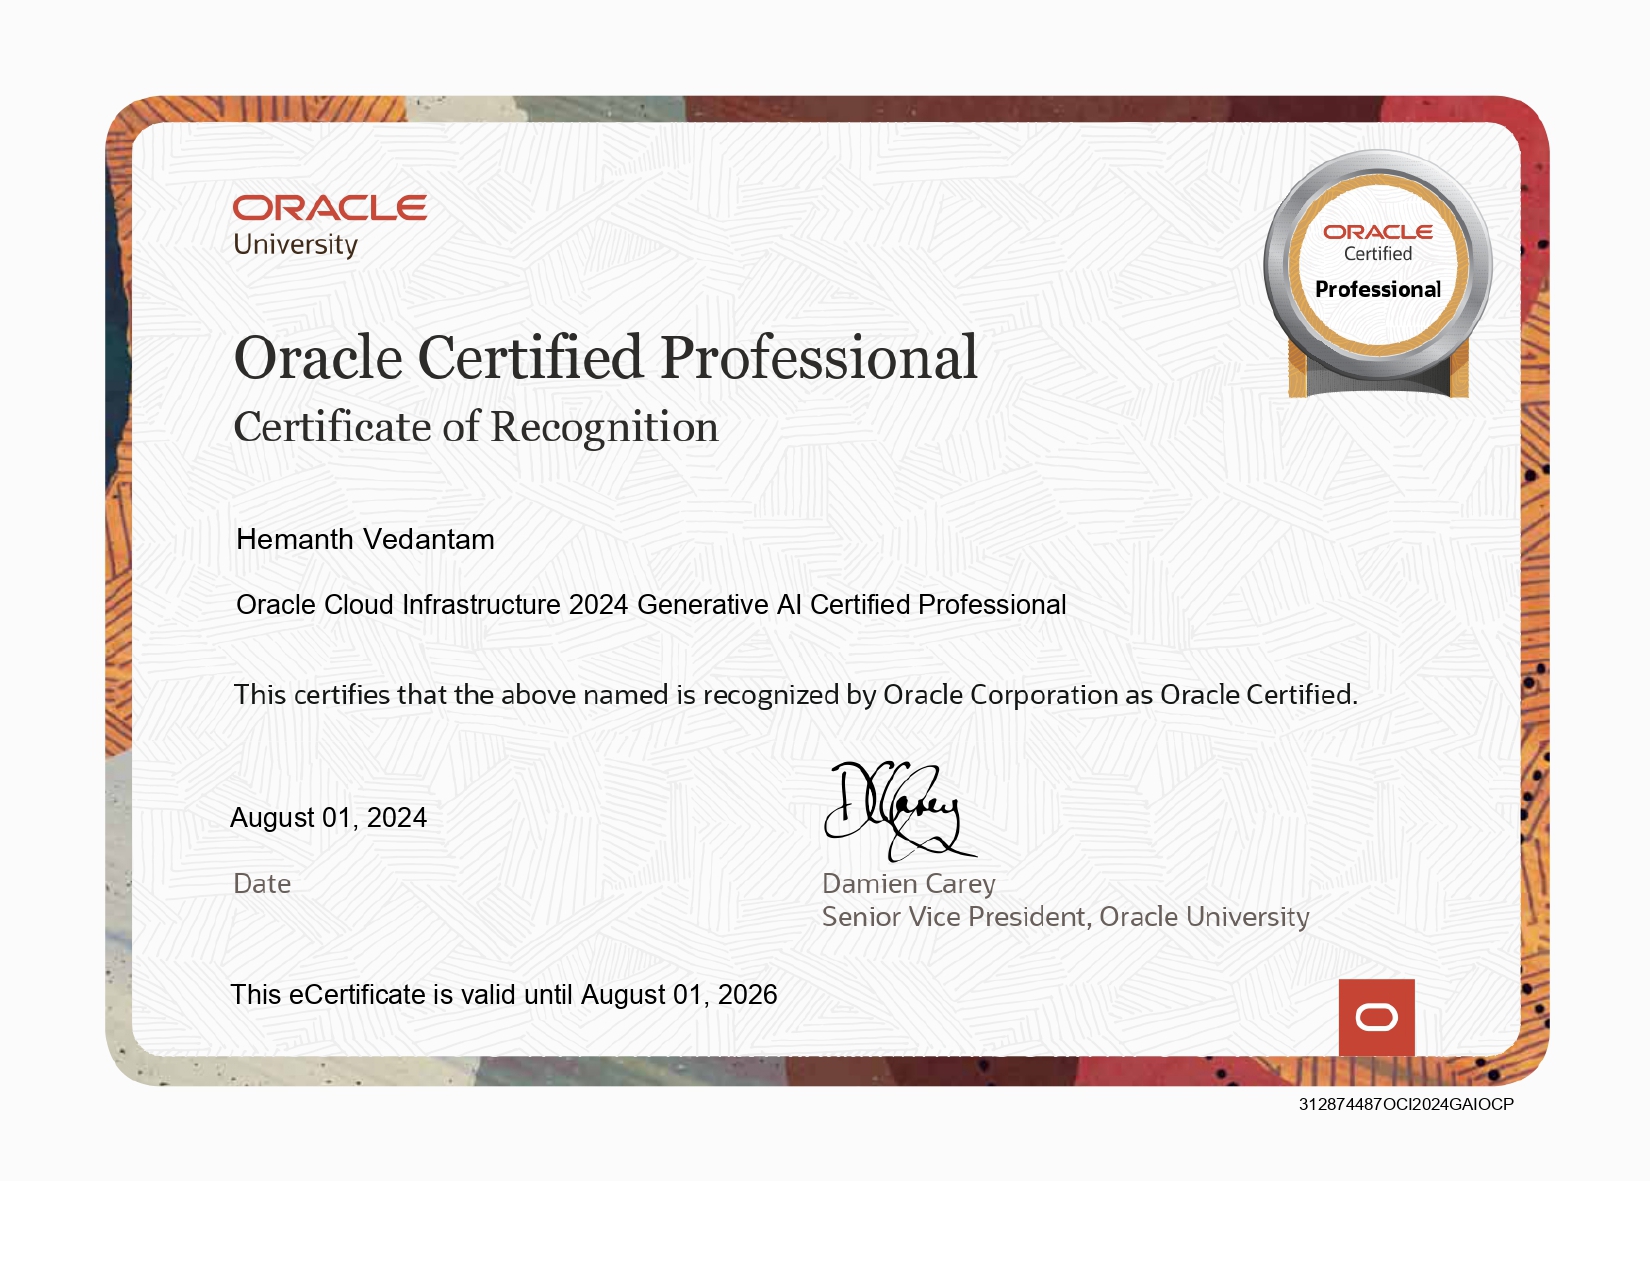 ORACLE
University
ORACLE
Certified
Professional
Oracle Certified Professional
Certificate of Recognition
Hemanth Vedantam
Oracle Cloud Infrastructure 2024 Generative AI Certified Professional
This certifies that the above named is recognized by Oracle Corporation as Oracle Certified.
DCarey
August 01, 2024
Date
Damien Carey
Senior Vice President, Oracle University
This eCertificate is valid until August 01, 2026
312874487OCI2024GAIOCP